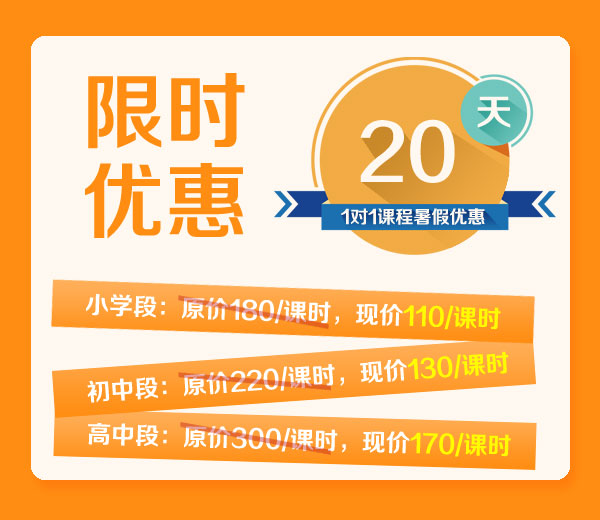 限时
优惠
20
天
1对1课程暑假优惠
小学段：原价180/课时，现价110/课时
初中段：原价220/课时，现价130/课时
高中段：原价300/课时，现价170/课时